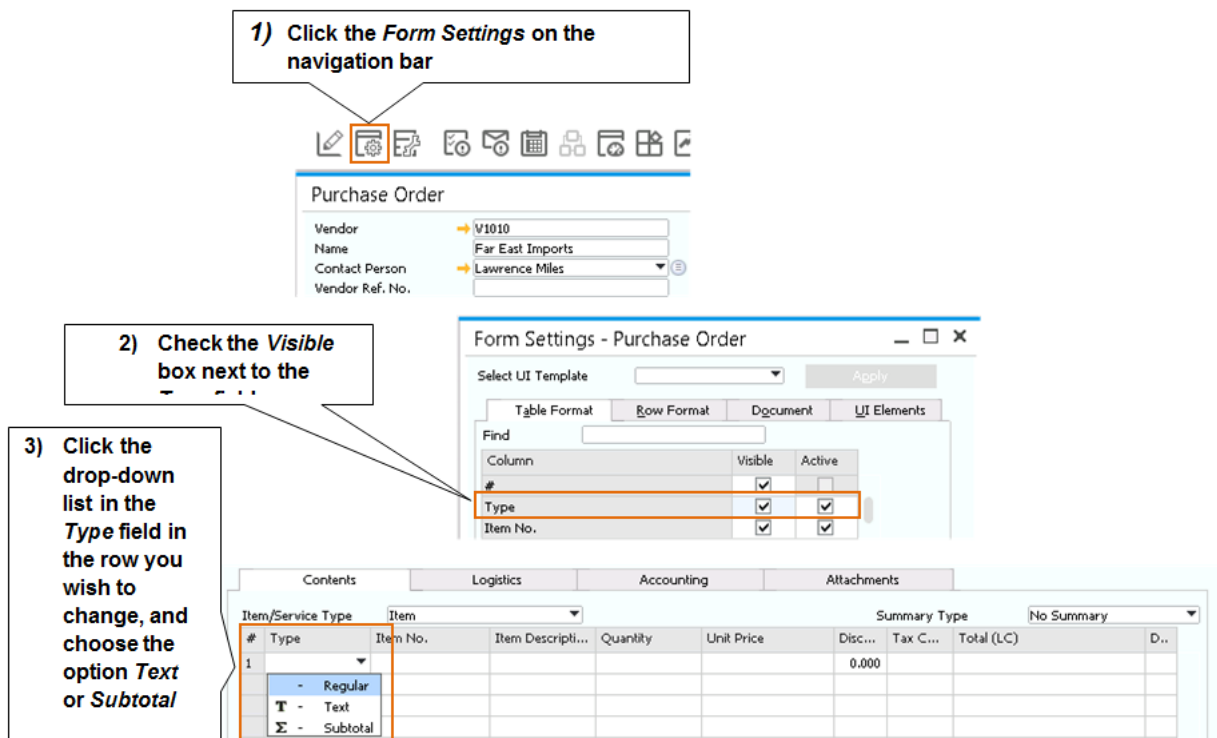 1) Click the Form Settings on the
navigation bar
Purchase Order
Vendor V1010
Name Far East Imports
Contact Person Lawrence Miles
Vendor Ref. No.
2) Check the Visible
box next to the
Form Settings - Purchase Order
Select UI Template Apply
Table Format Row Format Document UI Elements
Find
Column Visible Active
#
Type
Item No.
3) Click the
drop-down
list in the
Type field in
the row you
wish to
change, and
choose the
option Text
or Subtotal
Contents Logistics Accounting Attachments
Item/Service Type Item Summary Type No Summary
# Type Item No. Item Descripti... Quantity Unit Price Disc... Tax C... Total (LC) D..
1 0.000
- Regular
T - Text
Σ - Subtotal